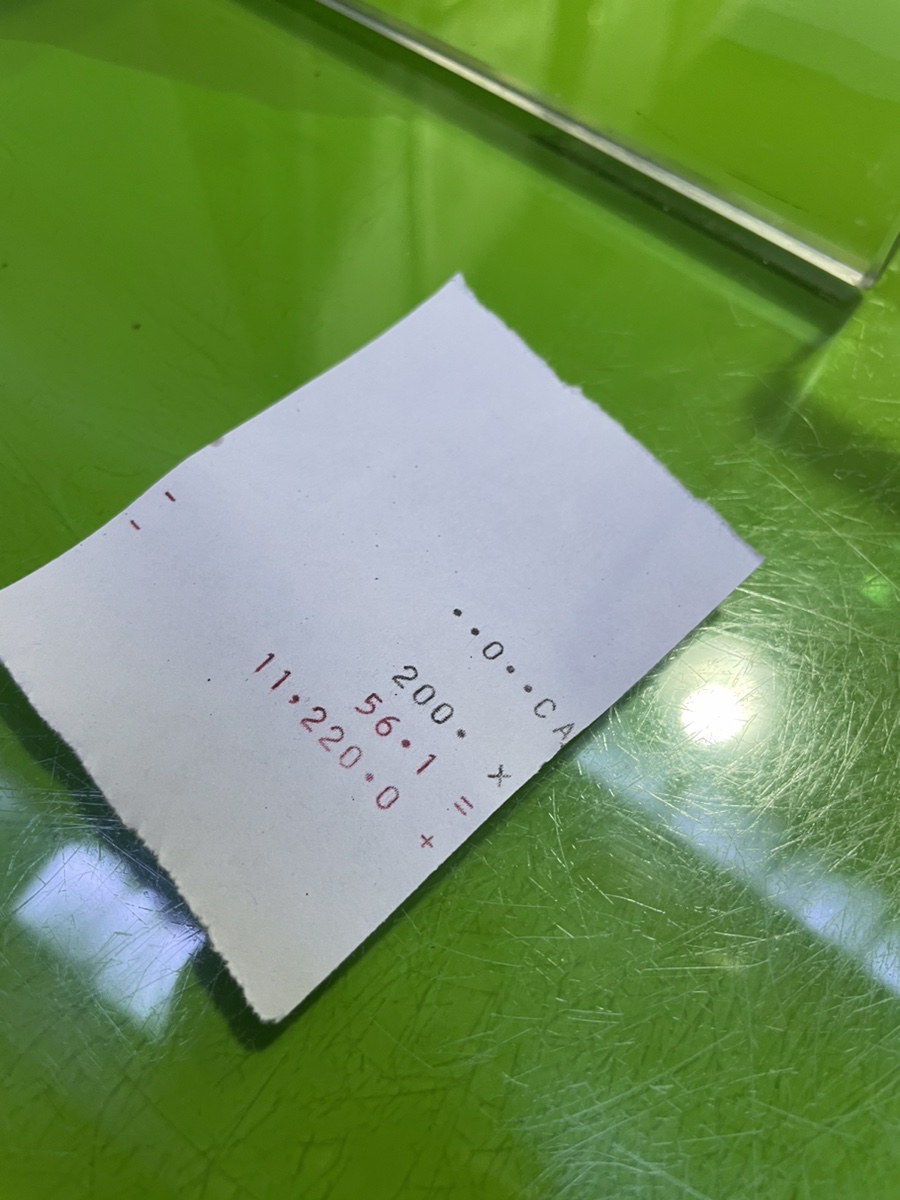 ··0··CA
200. ×
56.1 =
11,220.0 +